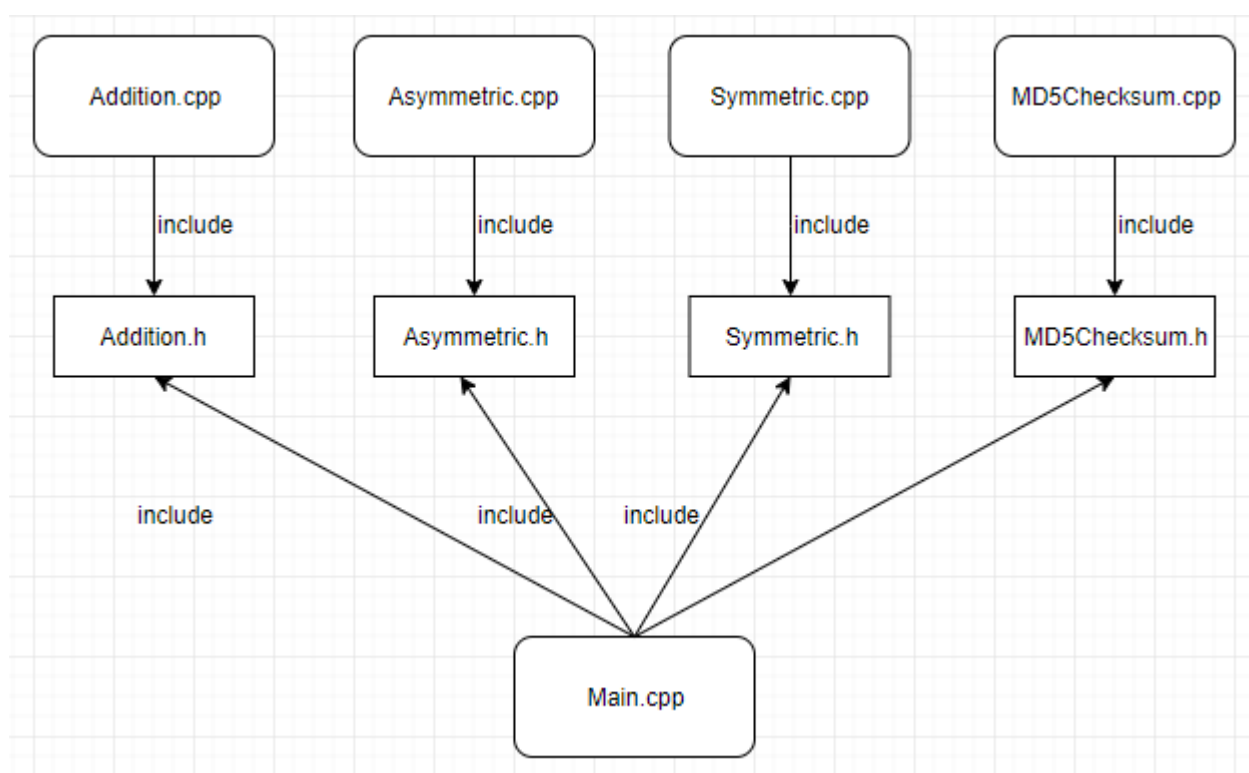 Addition.cpp
Asymmetric.cpp
Symmetric.cpp
MD5Checksum.cpp
include
include
include
include
Addition.h
Asymmetric.h
Symmetric.h
MD5Checksum.h
include
include
include
Main.cpp